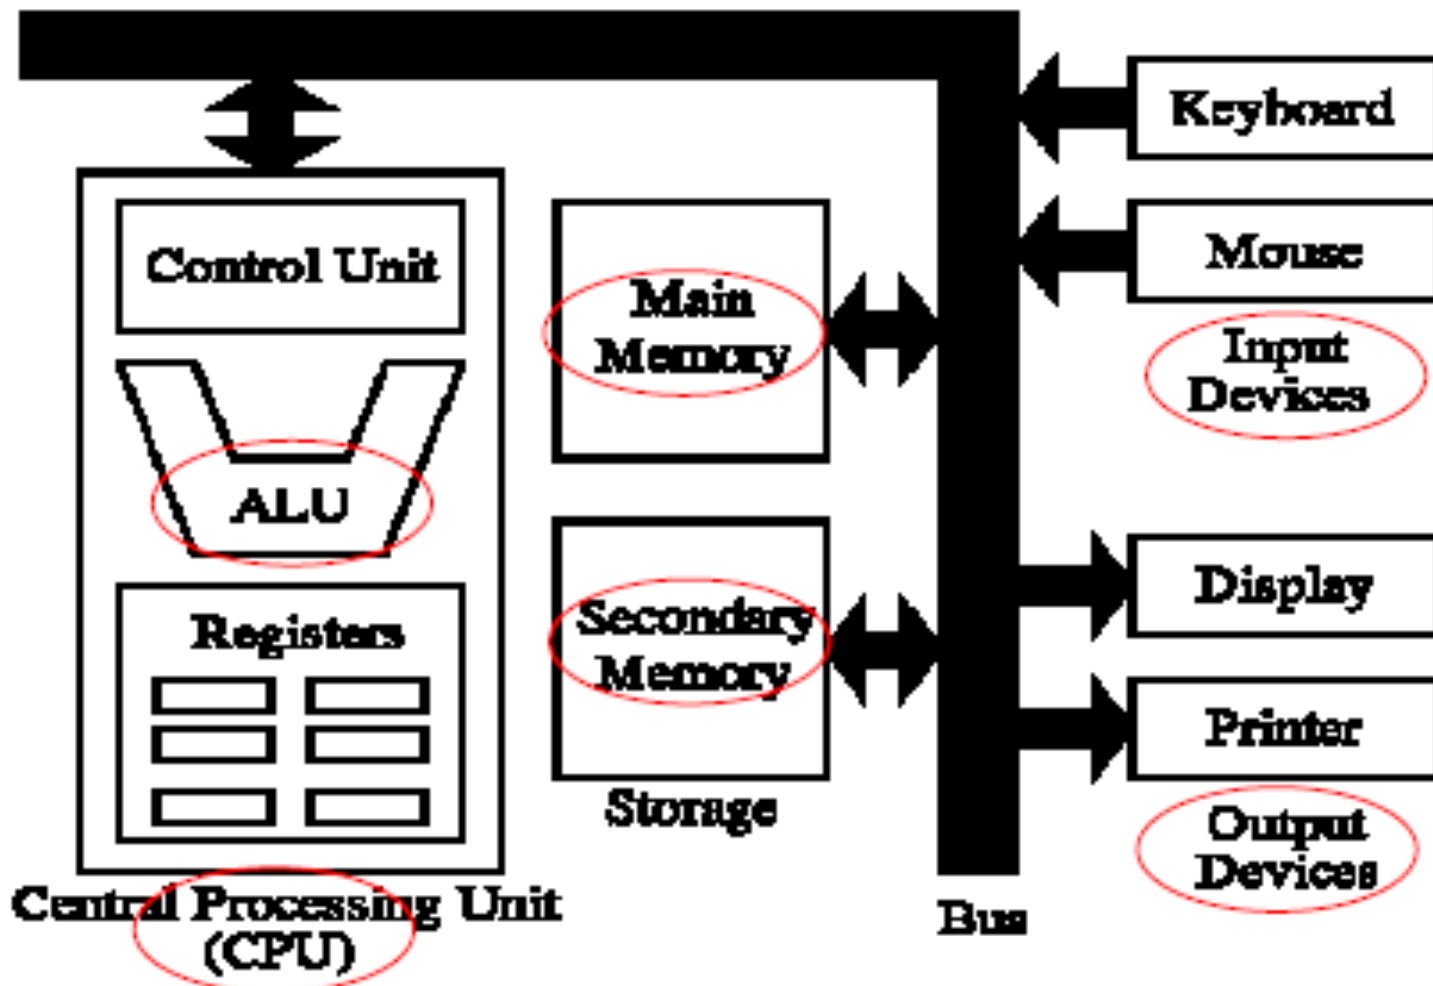 Control Unit
ALU
Registers
Central Processing Unit
(CPU)
Main
Memory
Secondary
Memory
Storage
Bus
Keyboard
Mouse
Input
Devices
Display
Printer
Output
Devices